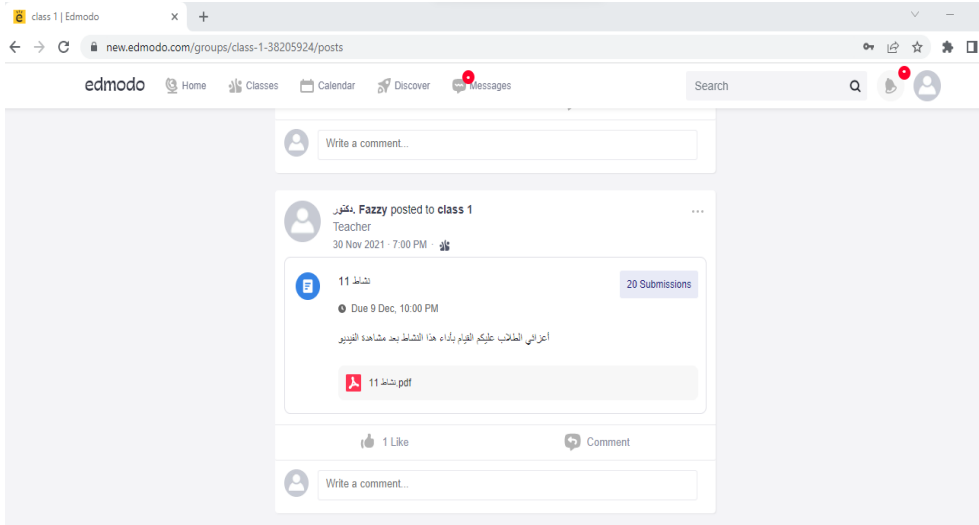 class 1 | Edmodo
new.edmodo.com/groups/class-1-38205924/posts
edmodo Home Classes Calendar Discover Messages Search
Write a comment...
دكتور. Fazzy posted to class 1
Teacher
30 Nov 2021 · 7:00 PM ·
نشاط 11
20 Submissions
Due 9 Dec, 10:00 PM
أعزائي الطلاب عليكم القيام بأداء هذا النشاط بعد مشاهدة الفيديو
نشاط 11.pdf
1 Like Comment
Write a comment...